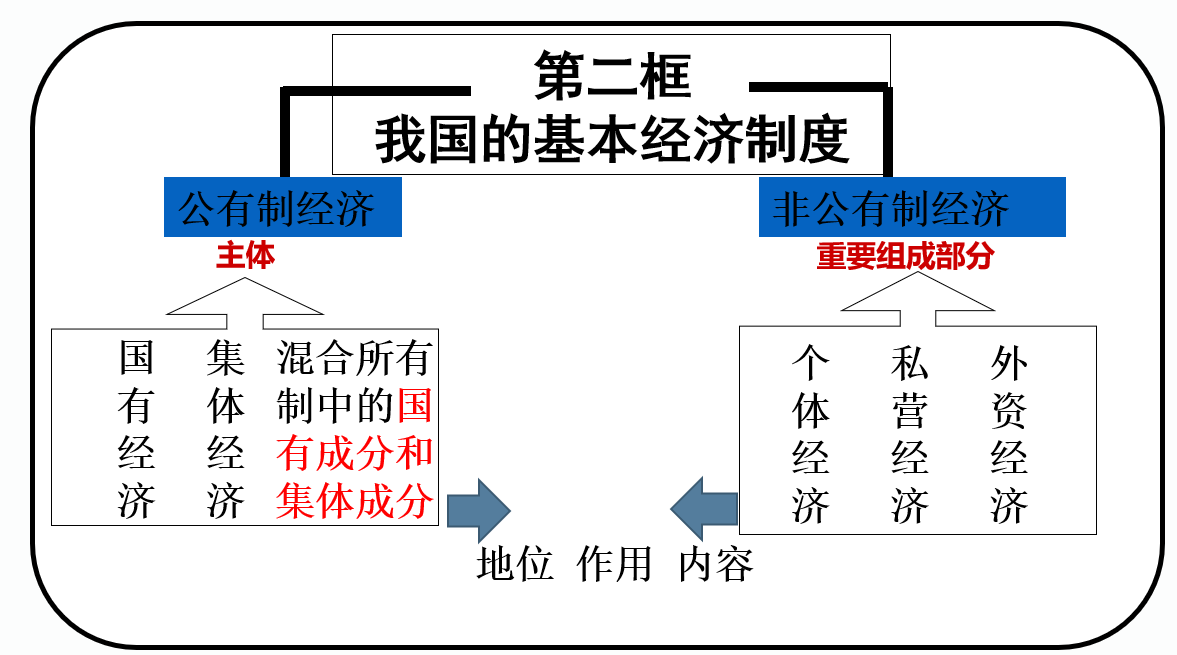 第二框
我国的基本经济制度
公有制经济
主体
国有经济
集体经济
混合所有
制中的国
有成分和
集体成分
非公有制经济
重要组成部分
个体经济
私营经济
外资经济
地位 作用 内容